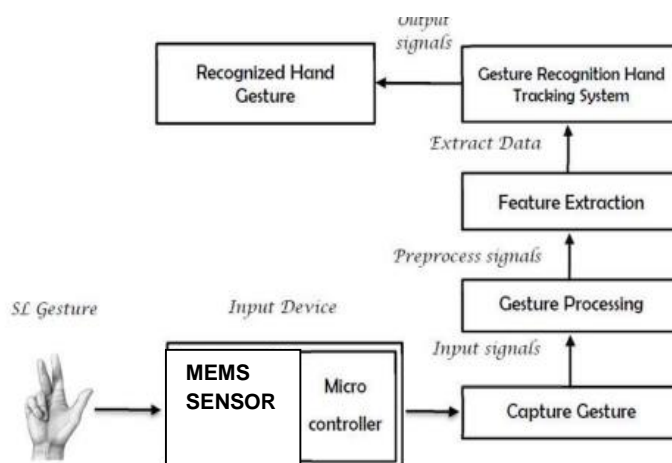 Output
signals
Recognized Hand
Gesture
Gesture Recognition Hand
Tracking System
Extract Data
Feature Extraction
Preprocess signals
Gesture Processing
SL Gesture
Input Device
Input signals
MEMS
SENSOR
Micro
controller
Capture Gesture